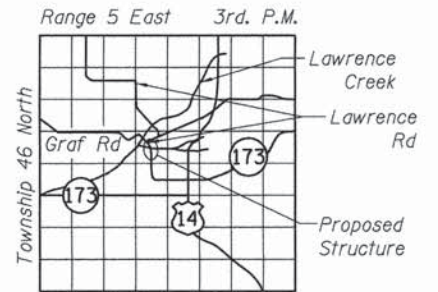 Range 5 East 3rd. P.M.
Township 46 North
Lawrence
Creek
Lawrence
Rd
Graf Rd
173
173
14
Proposed
Structure